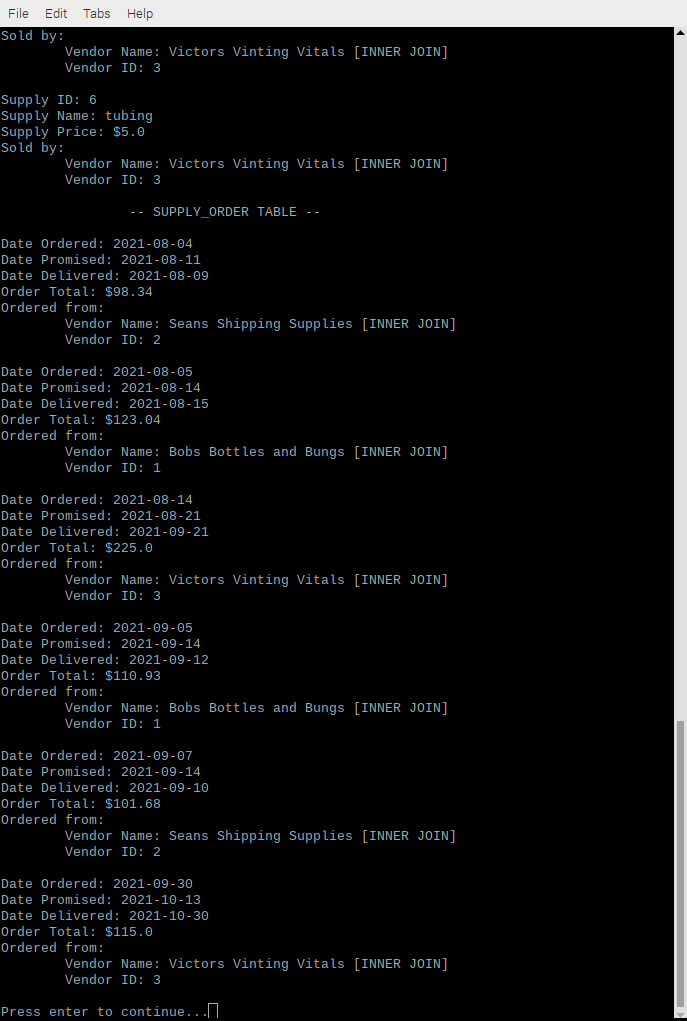 File Edit Tabs Help
Sold by:
Vendor Name: Victors Vinting Vitals [INNER JOIN]
Vendor ID: 3
Supply ID: 6
Supply Name: tubing
Supply Price: $5.0
Sold by:
Vendor Name: Victors Vinting Vitals [INNER JOIN]
Vendor ID: 3
-- SUPPLY_ORDER TABLE --
Date Ordered: 2021-08-04
Date Promised: 2021-08-11
Date Delivered: 2021-08-09
Order Total: $98.34
Ordered from:
Vendor Name: Seans Shipping Supplies [INNER JOIN]
Vendor ID: 2
Date Ordered: 2021-08-05
Date Promised: 2021-08-14
Date Delivered: 2021-08-15
Order Total: $123.04
Ordered from:
Vendor Name: Bobs Bottles and Bungs [INNER JOIN]
Vendor ID: 1
Date Ordered: 2021-08-14
Date Promised: 2021-08-21
Date Delivered: 2021-09-21
Order Total: $225.0
Ordered from:
Vendor Name: Victors Vinting Vitals [INNER JOIN]
Vendor ID: 3
Date Ordered: 2021-09-05
Date Promised: 2021-09-14
Date Delivered: 2021-09-12
Order Total: $110.93
Ordered from:
Vendor Name: Bobs Bottles and Bungs [INNER JOIN]
Vendor ID: 1
Date Ordered: 2021-09-07
Date Promised: 2021-09-14
Date Delivered: 2021-09-10
Order Total: $101.68
Ordered from:
Vendor Name: Seans Shipping Supplies [INNER JOIN]
Vendor ID: 2
Date Ordered: 2021-09-30
Date Promised: 2021-10-13
Date Delivered: 2021-10-30
Order Total: $115.0
Ordered from:
Vendor Name: Victors Vinting Vitals [INNER JOIN]
Vendor ID: 3
Press enter to continue...